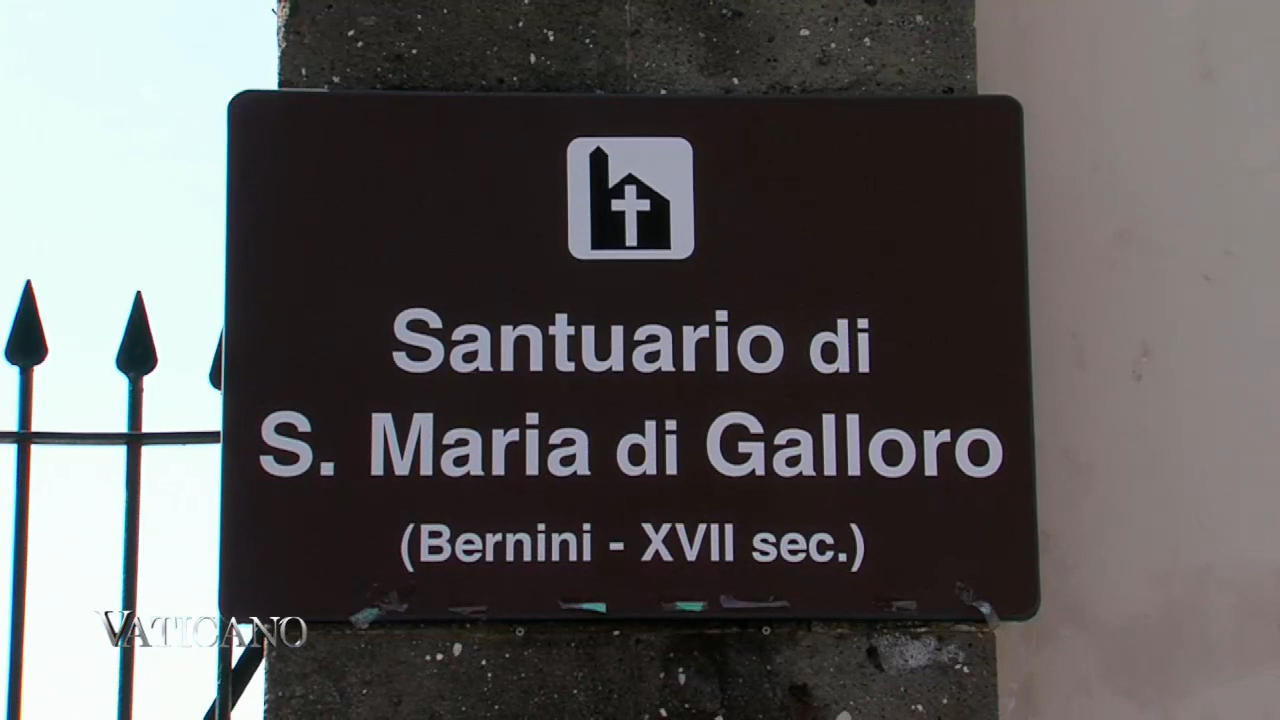 Santuario di
S. Maria di Galloro
(Bernini - XVII sec.)
VATICANO